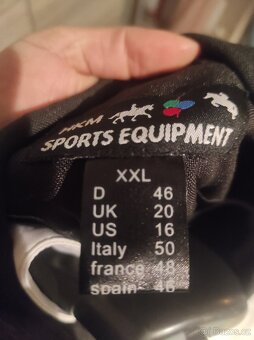 HKM
SPORTS EQUIPMENT
XXL
D 46
UK 20
US 16
Italy 50
france 48
spain 46